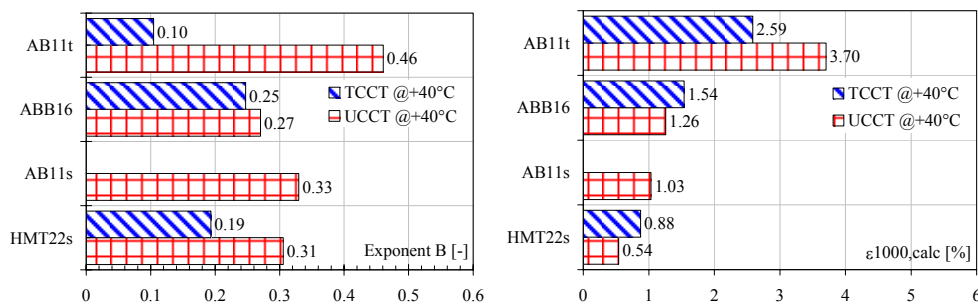 AB11t
0.10
0.46
ABB16
0.25
0.27
TCCT @+40°C
UCCT @+40°C
AB11s
0.33
HMT22s
0.19
0.31
Exponent B [-]
0 0.1 0.2 0.3 0.4 0.5 0.6
AB11t
2.59
3.70
ABB16
1.54
1.26
TCCT @+40°C
UCCT @+40°C
AB11s
1.03
HMT22s
0.88
0.54
ε1000,calc [%]
0 1 2 3 4 5 6